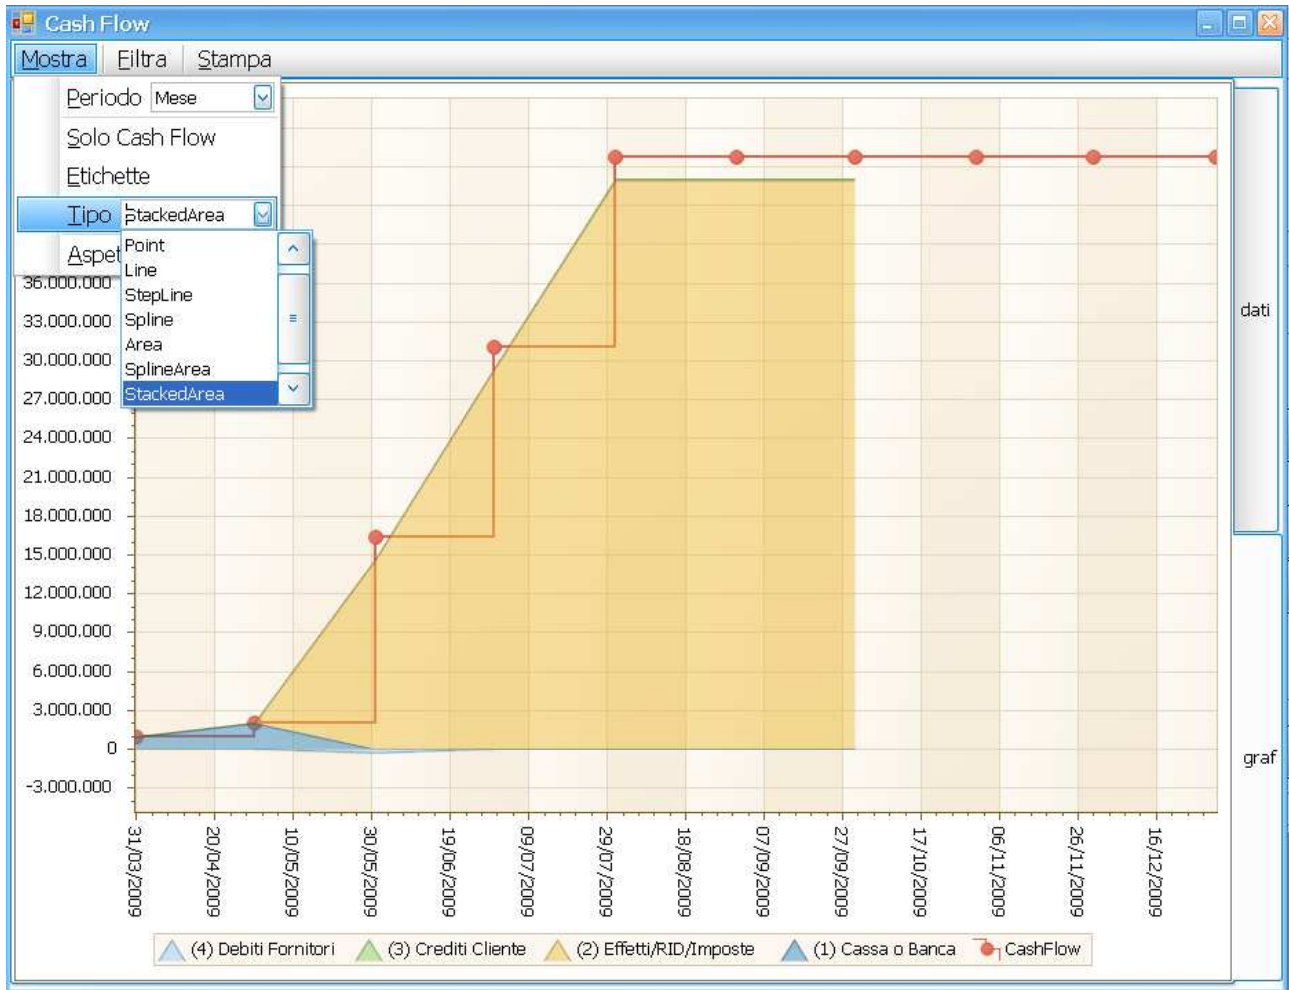 Cash Flow
Mostra Filtra Stampa
Periodo Mese
Solo Cash Flow
Etichette
Tipo StackedArea
Aspet
Point
Line
StepLine
Spline
Area
SplineArea
StackedArea
36.000.000
33.000.000
30.000.000
27.000.000
24.000.000
21.000.000
18.000.000
15.000.000
12.000.000
9.000.000
6.000.000
3.000.000
0
-3.000.000
31/03/2009
20/04/2009
10/05/2009
30/05/2009
19/06/2009
09/07/2009
29/07/2009
18/08/2009
07/09/2009
27/09/2009
17/10/2009
06/11/2009
26/11/2009
16/12/2009
(4) Debiti Fornitori (3) Crediti Cliente (2) Effetti/RID/Imposte (1) Cassa o Banca CashFlow
dati
graf